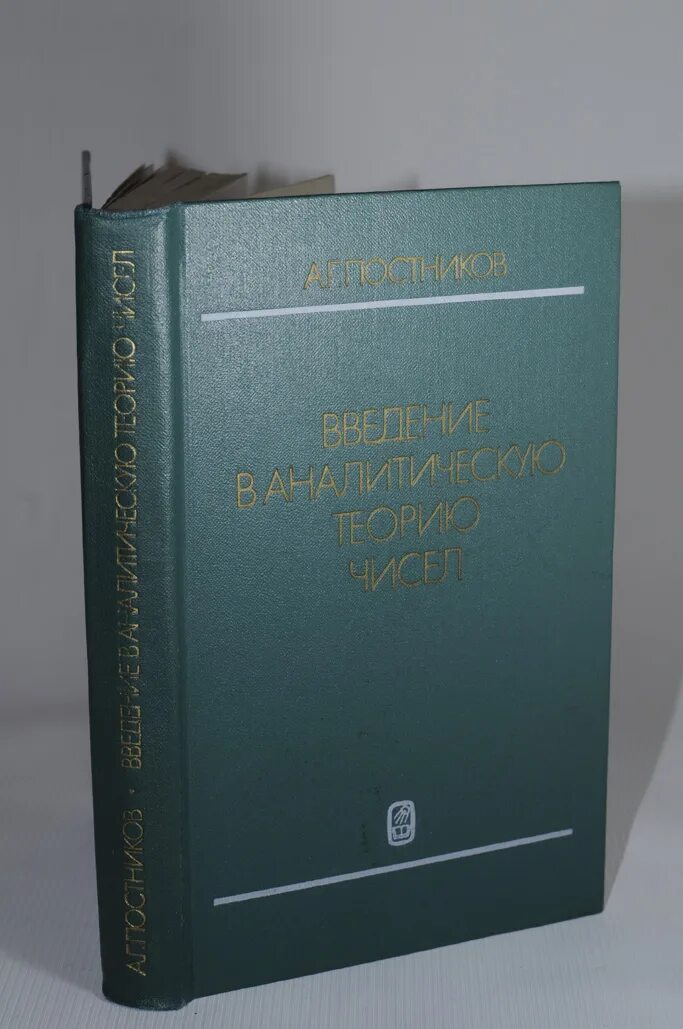 А.Г. ПОСТНИКОВ
ВВЕДЕНИЕ
В АНАЛИТИЧЕСКУЮ
ТЕОРИЮ
ЧИСЕЛ
А.Г. ПОСТНИКОВ • ВВЕДЕНИЕ В АНАЛИТИЧЕСКУЮ ТЕОРИЮ ЧИСЕЛ